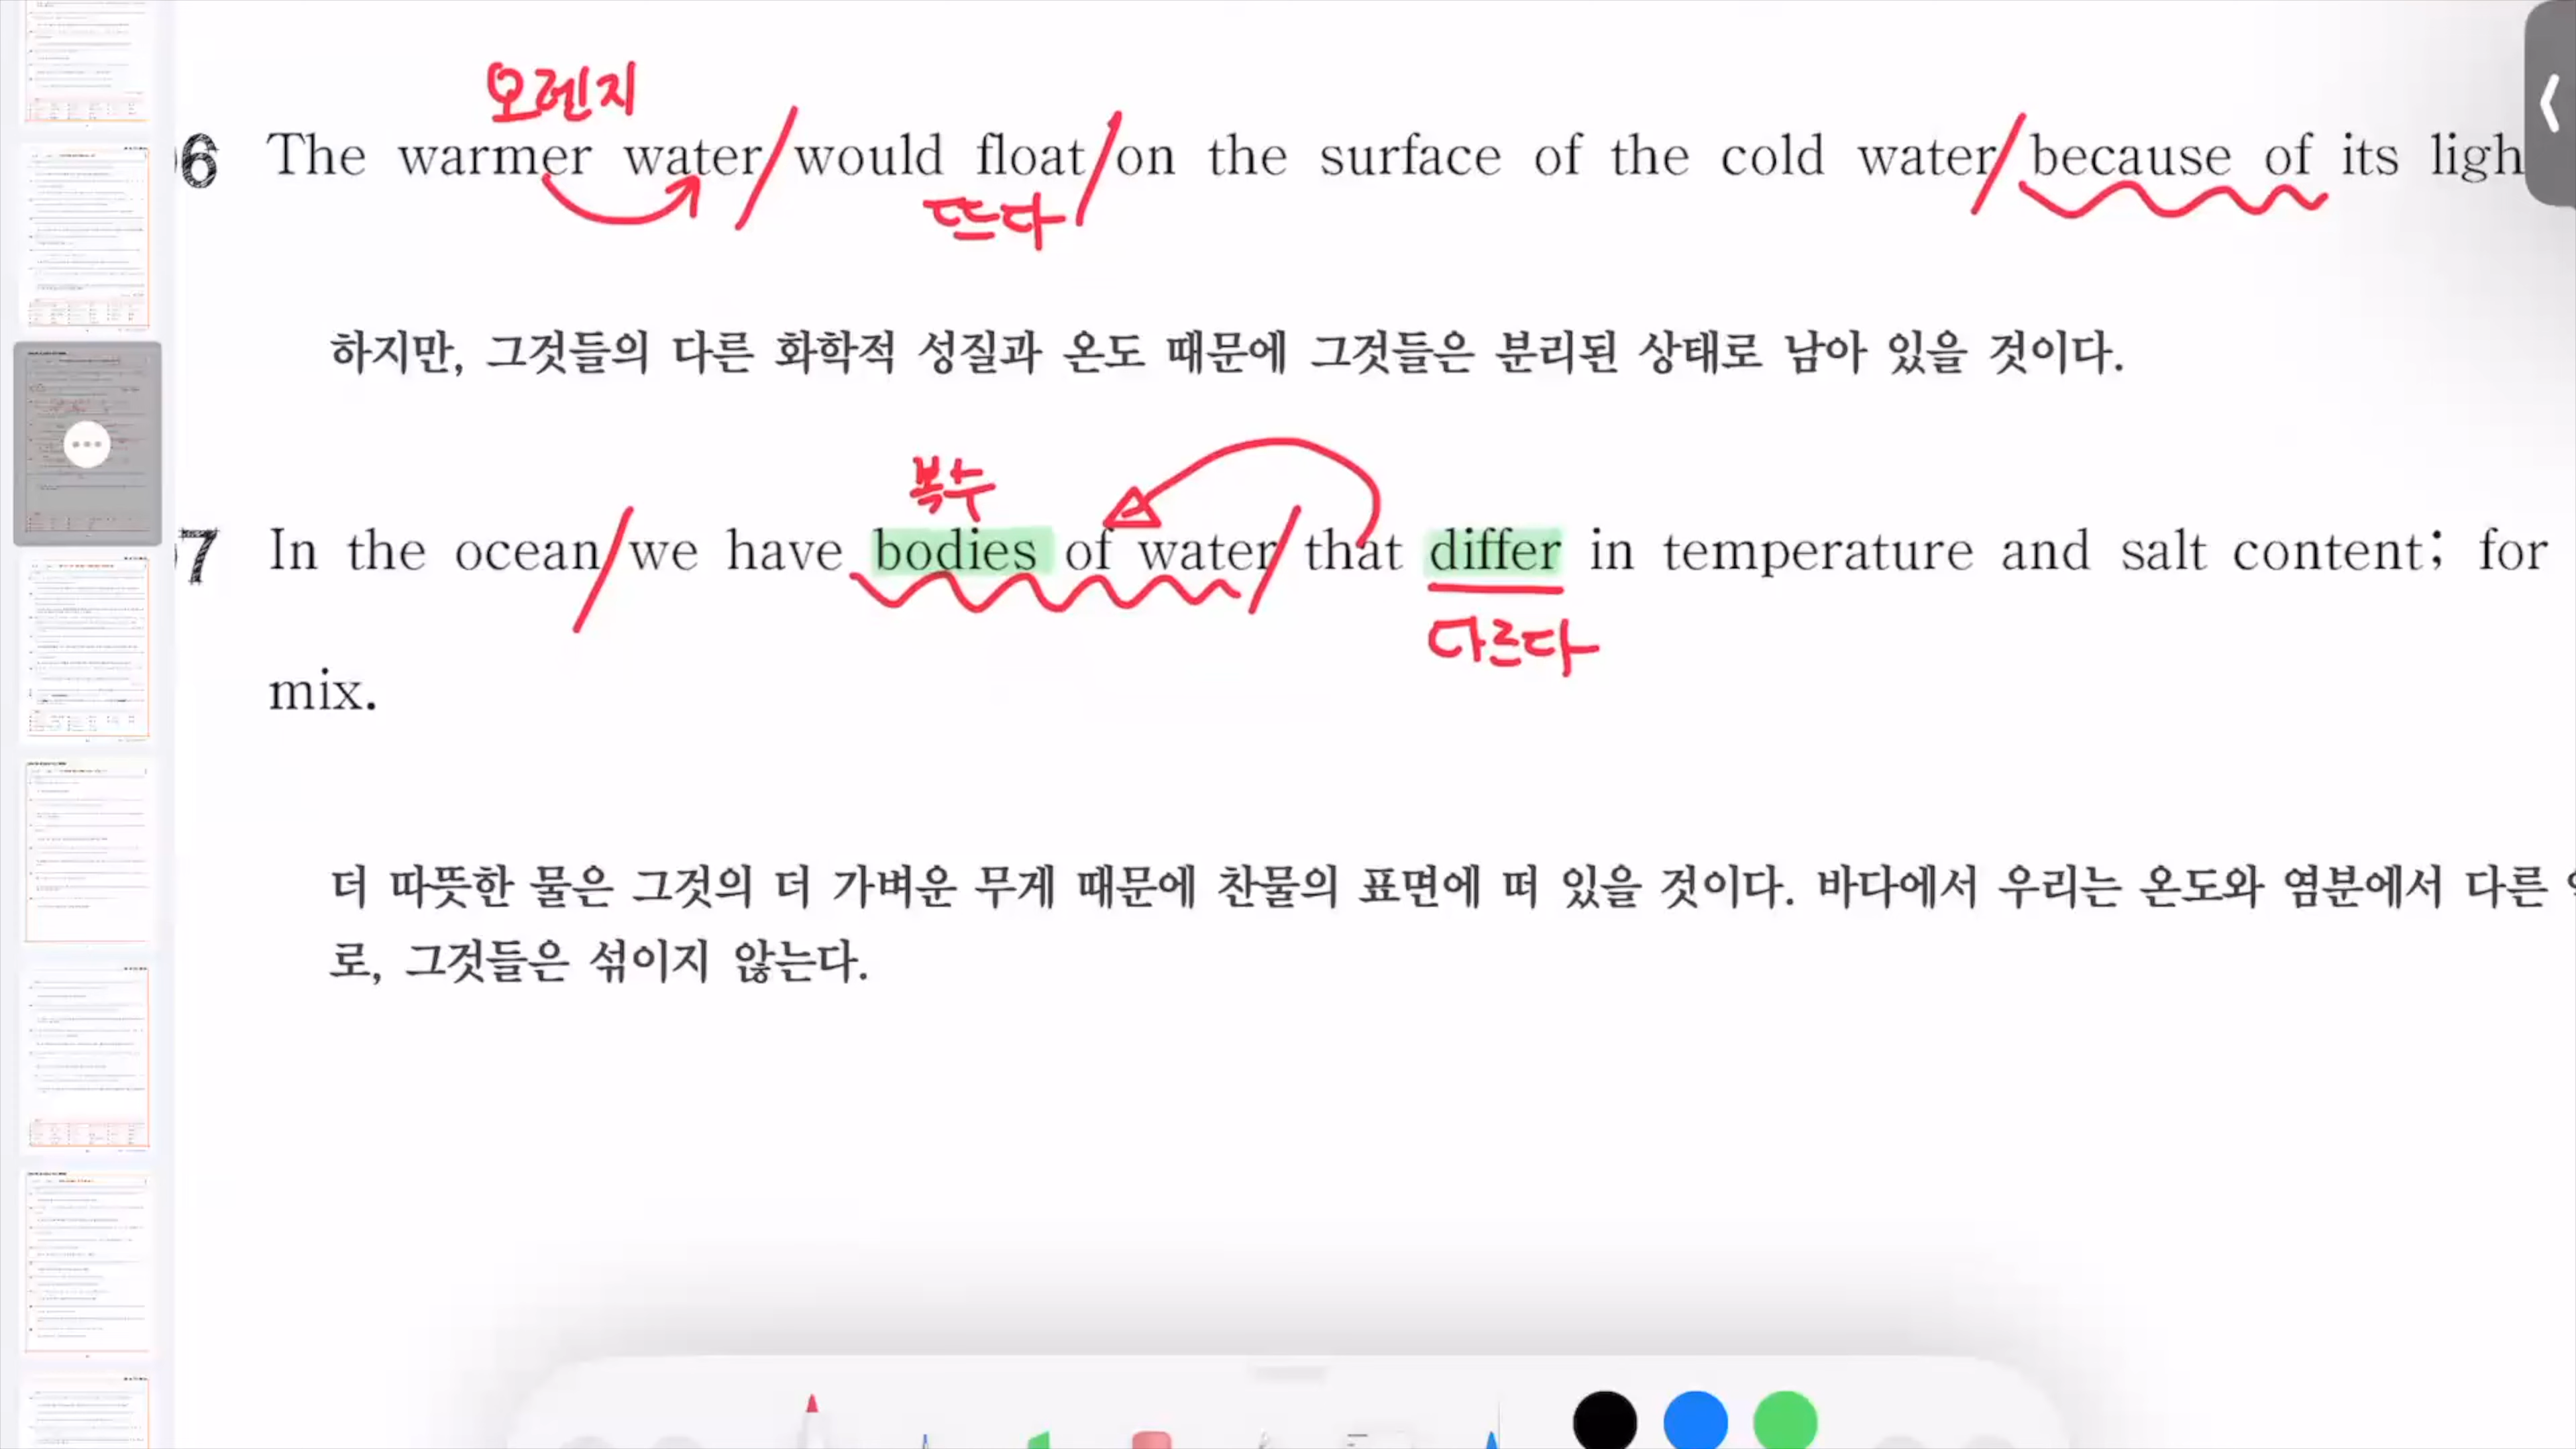 오렌지
6 The warmer water would float on the surface of the cold water because of its ligh
뜨다
하지만, 그것들의 다른 화학적 성질과 온도 때문에 그것들은 분리된 상태로 남아 있을 것이다.
복수
7 In the ocean we have bodies of water that differ in temperature and salt content; for
다르다
mix.
더 따뜻한 물은 그것의 더 가벼운 무게 때문에 찬물의 표면에 떠 있을 것이다. 바다에서 우리는 온도와 염분에서 다른
로, 그것들은 섞이지 않는다.